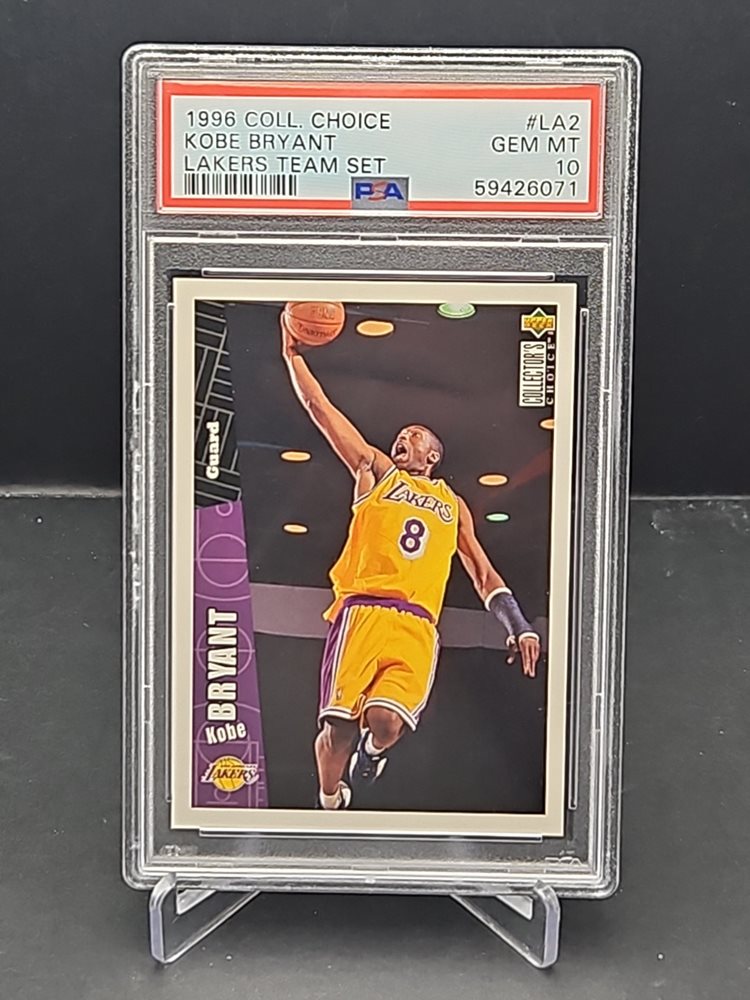 1996 COLL. CHOICE #LA2
KOBE BRYANT GEM MT
LAKERS TEAM SET 10
PSA 59426071
COLLECTOR'S
CHOICE
Guard
LAKERS
8
Kobe
BRYANT
LAKERS